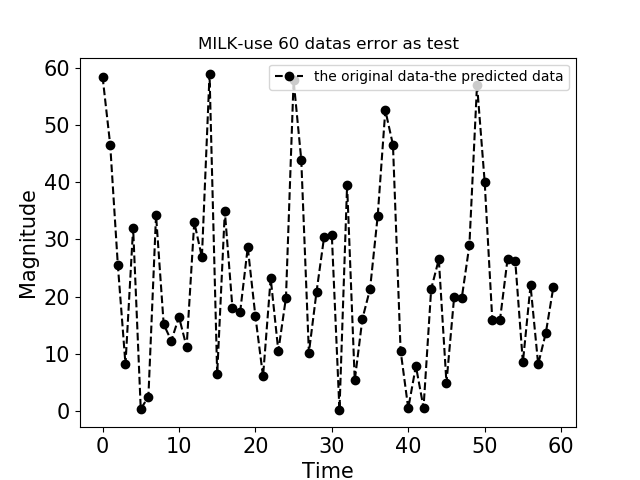 MILK-use 60 datas error as test
the original data-the predicted data
60
50
40
30
20
10
0
Magnitude
0 10 20 30 40 50 60
Time